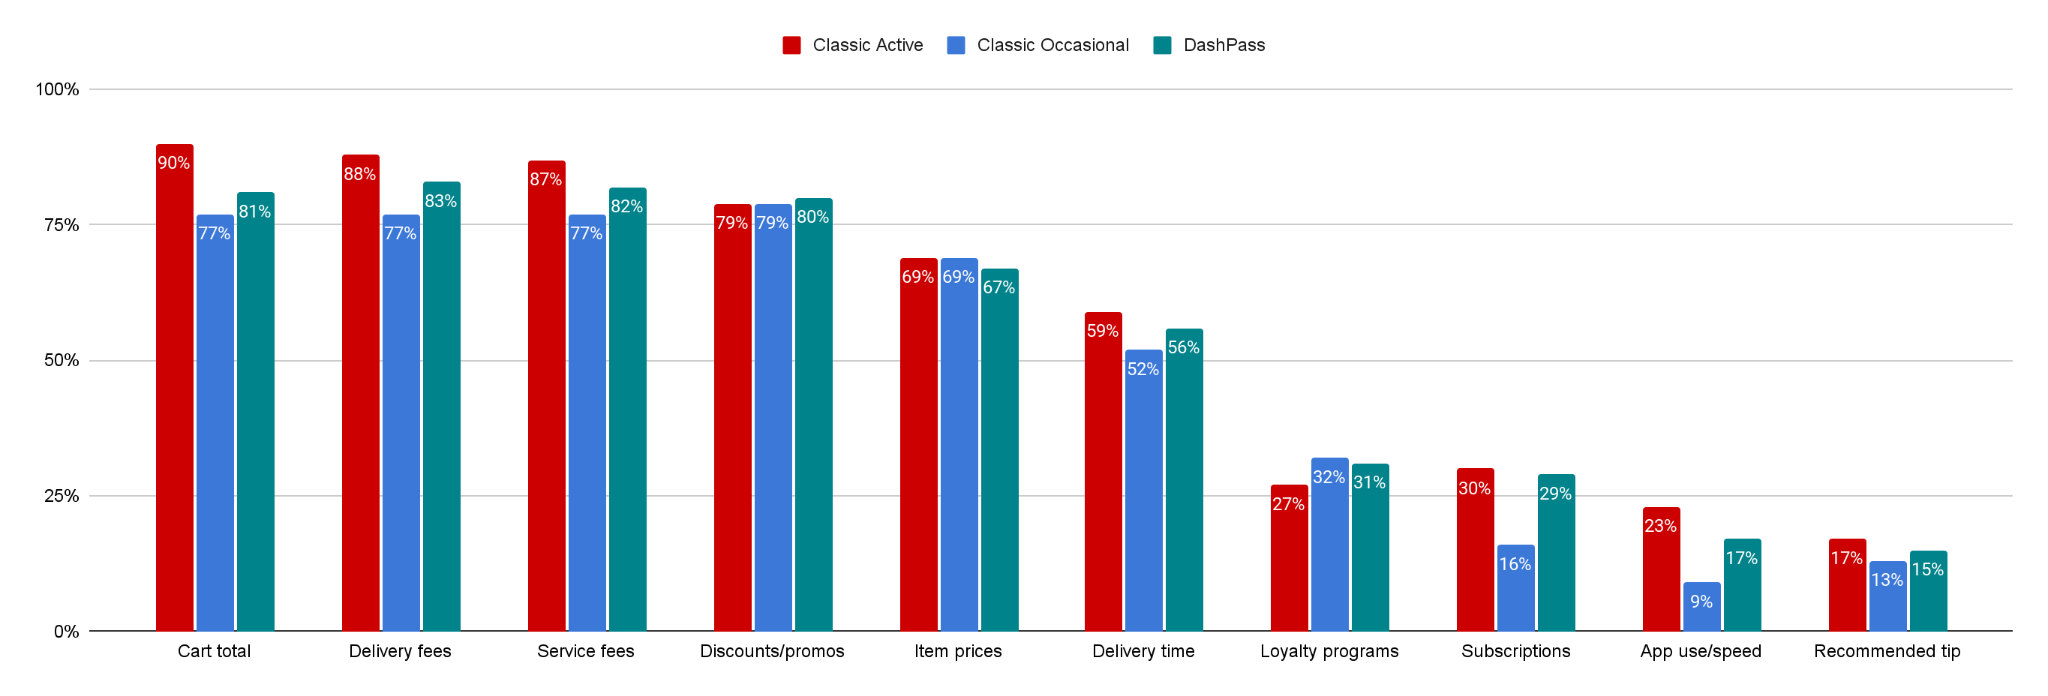 Classic Active Classic Occasional DashPass
100%
75%
50%
25%
0%
90% 77% 81%
88% 77% 83%
87% 77% 82%
79% 79% 80%
69% 69% 67%
59% 52% 56%
27% 32% 31%
30% 16% 29%
23% 9% 17%
17% 13% 15%
Cart total Delivery fees Service fees Discounts/promos Item prices Delivery time Loyalty programs Subscriptions App use/speed Recommended tip